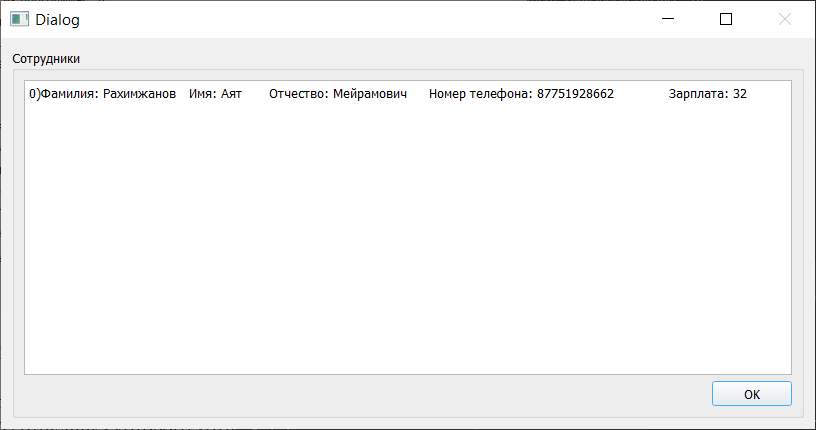 Dialog
Сотрудники
0)Фамилия: Рахимжанов Имя: Аят Отчество: Мейрамович Номер телефона: 87751928662 Зарплата: 32
OK